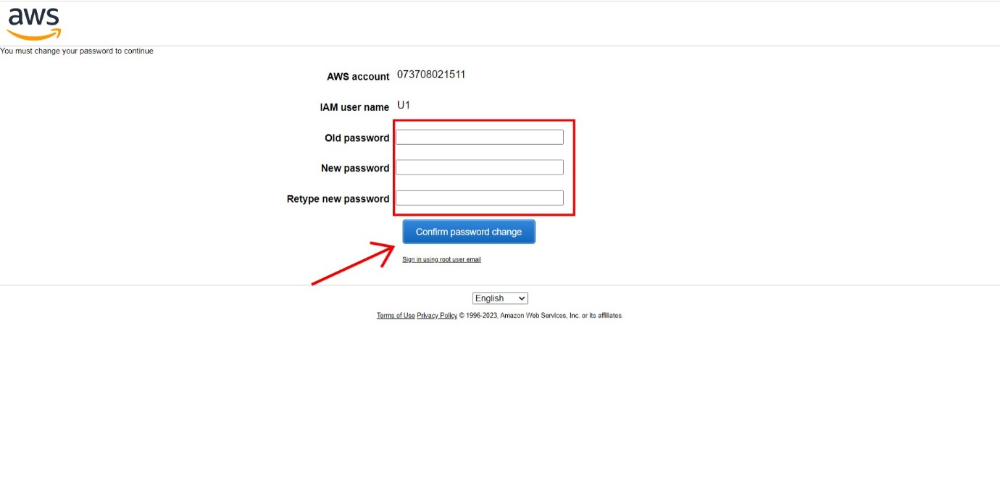 aws
You must change your password to continue
AWS account 073708021511
IAM user name U1
Old password
New password
Retype new password
Confirm password change
Sign in using root user email
English
Terms of Use Privacy Policy © 1996-2023, Amazon Web Services, Inc. or its affiliates.